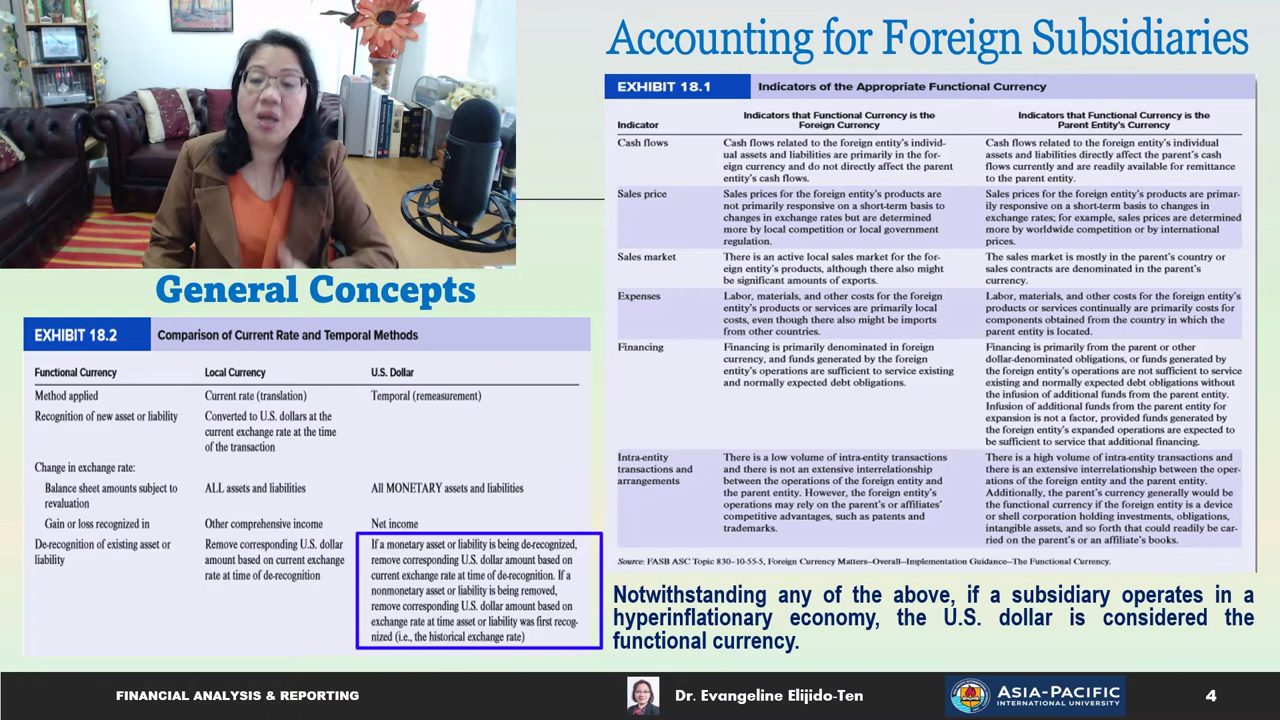 Accounting for Foreign Subsidiaries
EXHIBIT 18.1 Indicators of the Appropriate Functional Currency
Indicator
Indicators that Functional Currency is the
Foreign Currency
Indicators that Functional Currency is the
Parent Entity's Currency
Cash flows
Cash flows related to the foreign entity's individ-
ual assets and liabilities are primarily in the for-
eign currency and do not directly affect the parent
entity's cash flows.
Cash flows related to the foreign entity's individual
assets and liabilities directly affect the parent's cash
flows currently and are readily available for remittance
to the parent entity.
Sales price
Sales prices for the foreign entity's products are
not primarily responsive on a short-term basis to
changes in exchange rates but are determined
more by local competition or local government
regulation.
Sales prices for the foreign entity's products are primar-
ily responsive on a short-term basis to changes in
exchange rates; for example, sales prices are determined
more by worldwide competition or by international
prices.
Sales market
There is an active local sales market for the for-
eign entity's products, although there also might
be significant amounts of exports.
The sales market is mostly in the parent's country or
sales contracts are denominated in the parent's
currency.
Expenses
Labor, materials, and other costs for the foreign
entity's products or services are primarily local
costs, even though there also might be imports
from other countries.
Labor, materials, and other costs for the foreign entity's
products or services continually are primarily costs for
components obtained from the country in which the
parent entity is located.
Financing
Financing is primarily denominated in foreign
currency, and funds generated by the foreign
entity's operations are sufficient to service existing
and normally expected debt obligations.
Financing is primarily from the parent or other
dollar-denominated obligations, or funds generated by
the foreign entity's operations are not sufficient to service
existing and normally expected debt obligations without
the infusion of additional funds from the parent entity.
Infusion of additional funds from the parent entity for
expansion is not a factor, provided funds generated by
the foreign entity's expanded operations are expected to
be sufficient to service that additional financing.
Intra-entity
transactions and
arrangements
There is a low volume of intra-entity transactions
and there is not an extensive interrelationship
between the operations of the foreign entity and
the parent entity. However, the foreign entity's
operations may rely on the parent's or affiliates'
competitive advantages, such as patents and
trademarks.
There is a high volume of intra-entity transactions and
there is an extensive interrelationship between the oper-
ations of the foreign entity and the parent entity.
Additionally, the parent's currency generally would be
the functional currency if the foreign entity is a device
or shell corporation holding investments, obligations,
intangible assets, and so forth that could readily be car-
ried on the parent's or an affiliate's books.
Source: FASB ASC Topic 830–10-55-5, Foreign Currency Matters—Overall—Implementation Guidance—The Functional Currency.
Notwithstanding any of the above, if a subsidiary operates in a
hyperinflationary economy, the U.S. dollar is considered the
functional currency.
General Concepts
EXHIBIT 18.2 Comparison of Current Rate and Temporal Methods
Functional Currency Local Currency U.S. Dollar
Method applied Current rate (translation) Temporal (remeasurement)
Recognition of new asset or liability
Converted to U.S. dollars at the
current exchange rate at the time
of the transaction
Change in exchange rate:
Balance sheet amounts subject to
revaluation
ALL assets and liabilities
All MONETARY assets and liabilities
Gain or loss recognized in Other comprehensive income Net income
De-recognition of existing asset or
liability
Remove corresponding U.S. dollar
amount based on current exchange
rate at time of de-recognition
If a monetary asset or liability is being de-recognized,
remove corresponding U.S. dollar amount based on
current exchange rate at time of de-recognition. If a
nonmonetary asset or liability is being removed,
remove corresponding U.S. dollar amount based on
exchange rate at time asset or liability was first recog-
nized (i.e., the historical exchange rate)
FINANCIAL ANALYSIS & REPORTING
Dr. Evangeline Elijido-Ten
ASIA-PACIFIC
INTERNATIONAL UNIVERSITY
4